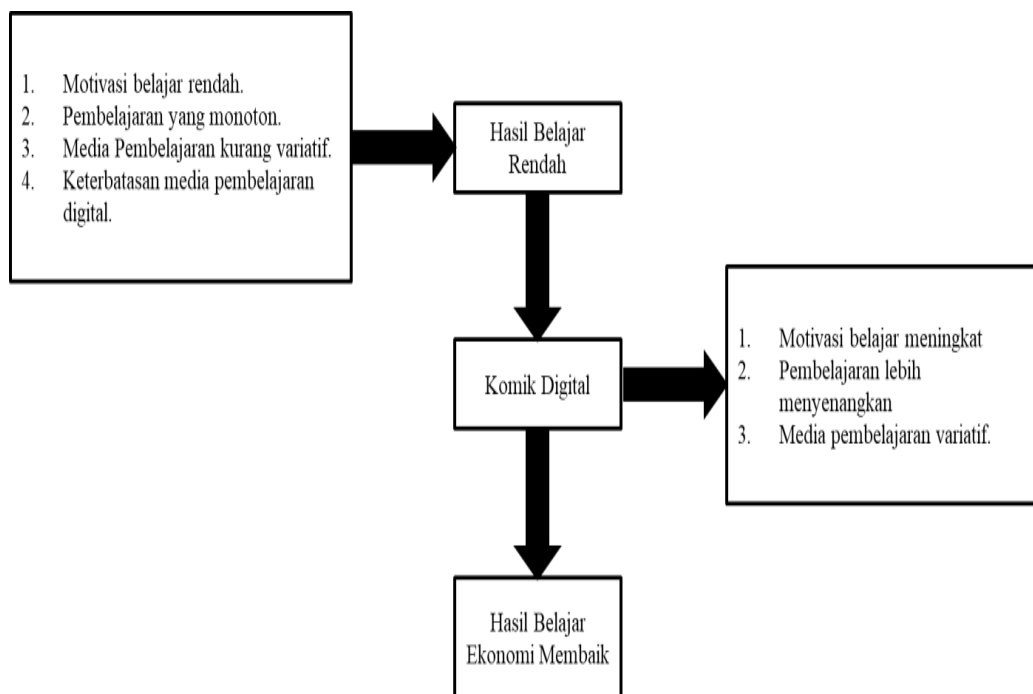 1. Motivasi belajar rendah.
2. Pembelajaran yang monoton.
3. Media Pembelajaran kurang variatif.
4. Keterbatasan media pembelajaran
digital.
Hasil Belajar
Rendah
Komik Digital
1. Motivasi belajar meningkat
2. Pembelajaran lebih
menyenangkan
3. Media pembelajaran variatif.
Hasil Belajar
Ekonomi Membaik